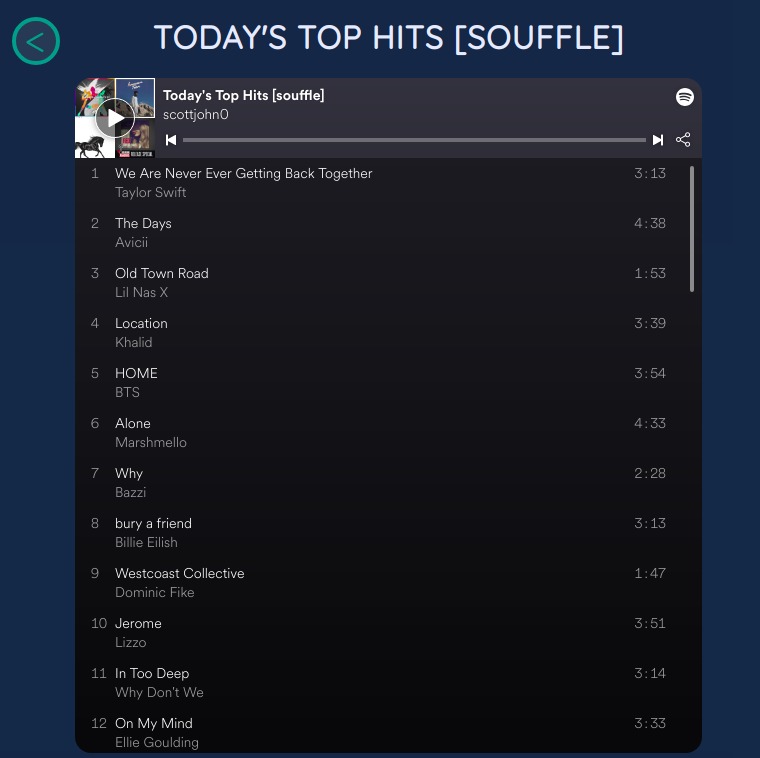 <
TODAY'S TOP HITS [SOUFFLE]
Today's Top Hits [souffle]
scottjohn0
1 We Are Never Ever Getting Back Together 3:13
Taylor Swift
2 The Days 4:38
Avicii
3 Old Town Road 1:53
Lil Nas X
4 Location 3:39
Khalid
5 HOME 3:54
BTS
6 Alone 4:33
Marshmello
7 Why 2:28
Bazzi
8 bury a friend 3:13
Billie Eilish
9 Westcoast Collective 1:47
Dominic Fike
10 Jerome 3:51
Lizzo
11 In Too Deep 3:14
Why Don't We
12 On My Mind 3:33
Ellie Goulding